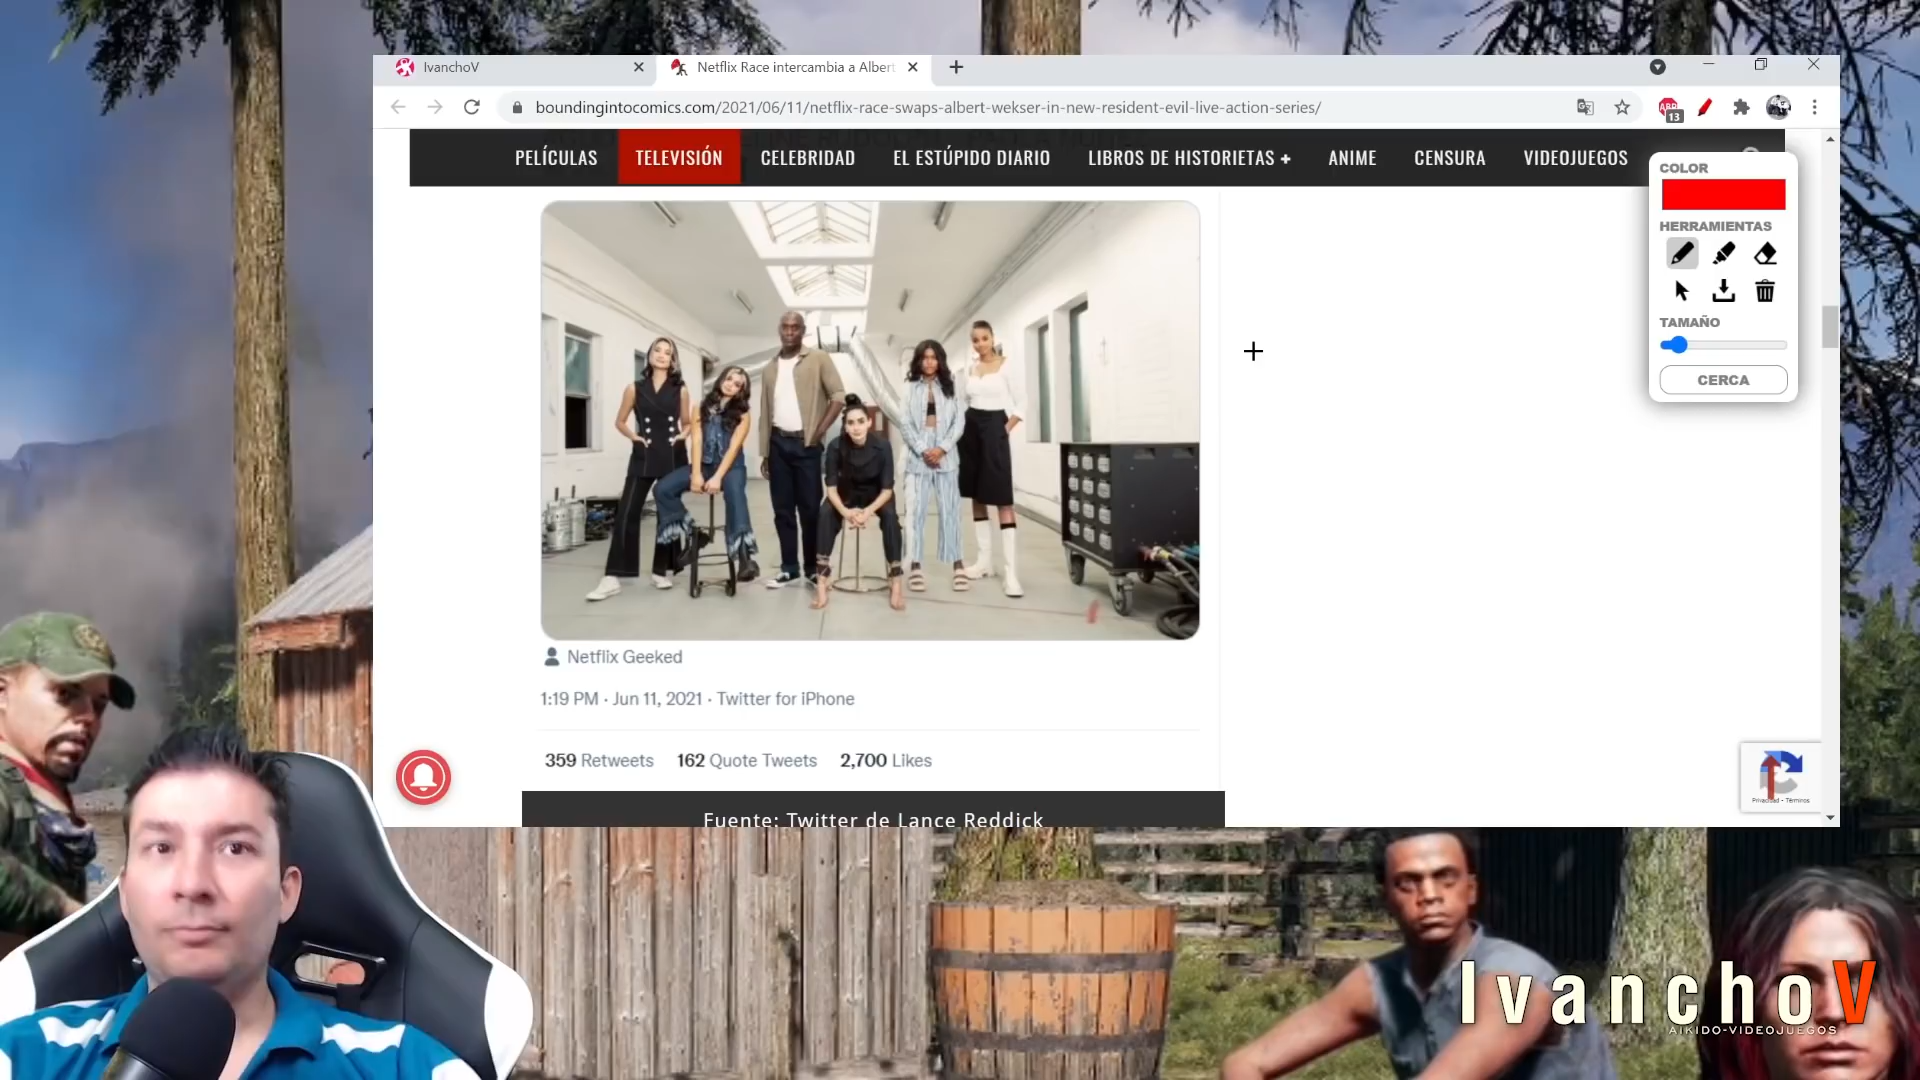 IvanchoV
Netflix Race intercambia a Albert
boundingintocomics.com/2021/06/11/netflix-race-swaps-albert-wekser-in-new-resident-evil-live-action-series/
13
PELÍCULAS
TELEVISIÓN
CELEBRIDAD
EL ESTÚPIDO DIARIO
LIBROS DE HISTORIETAS +
ANIME
CENSURA
VIDEOJUEGOS
COLOR
HERRAMIENTAS
TAMAÑO
CERCA
Netflix Geeked
1:19 PM · Jun 11, 2021 · Twitter for iPhone
359 Retweets 162 Quote Tweets 2,700 Likes
Privacidad - Términos
Fuente: Twitter de Lance Reddick
IvanchoV
AIKIDO-VIDEOJUEGOS